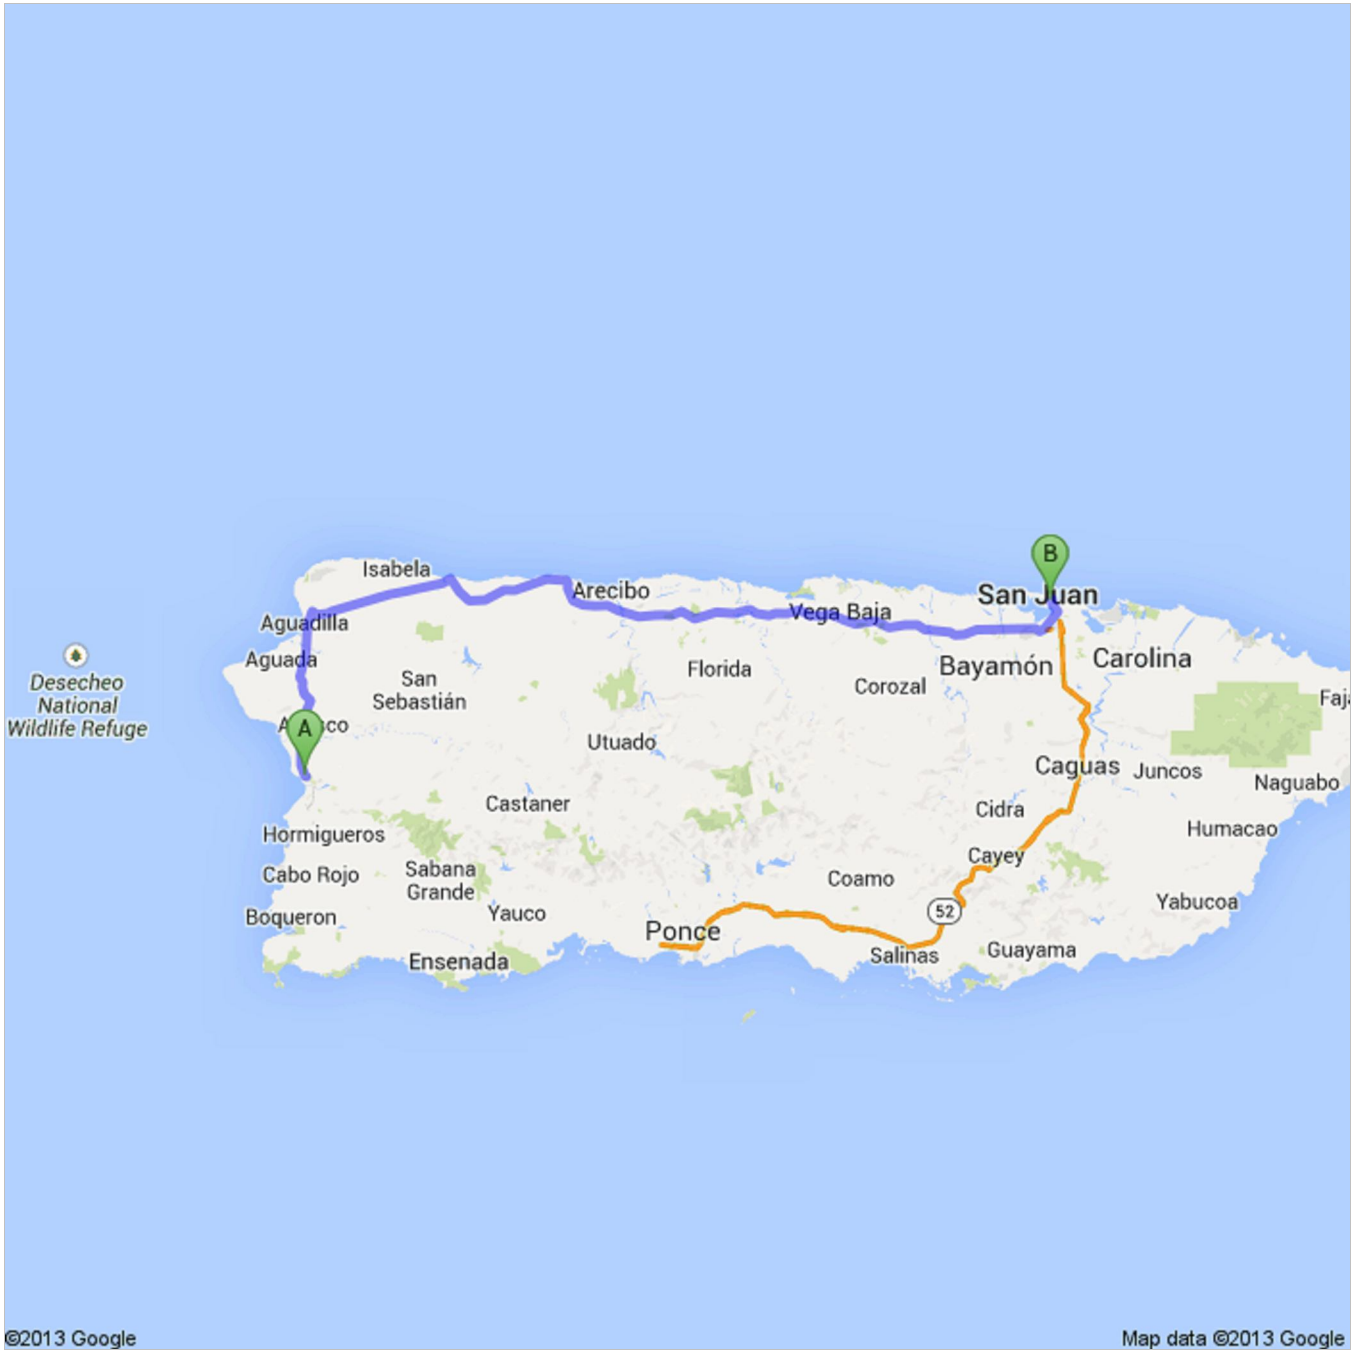 B
Isabela
Arecibo
San Juan
Vega Baja
Aguadilla
Aguada
Bayamón
Carolina
Florida
San
Sebastián
Corozal
Desecheo
National
Wildlife Refuge
A
Utuado
Caguas
Juncos
Naguabo
Castaner
Cidra
Hormigueros
Humacao
Cayey
Sabana
Grande
Cabo Rojo
Coamo
Yabucoa
52
Yauco
Boqueron
Ponce
Guayama
Salinas
Ensenada
©2013 Google
Map data ©2013 Google